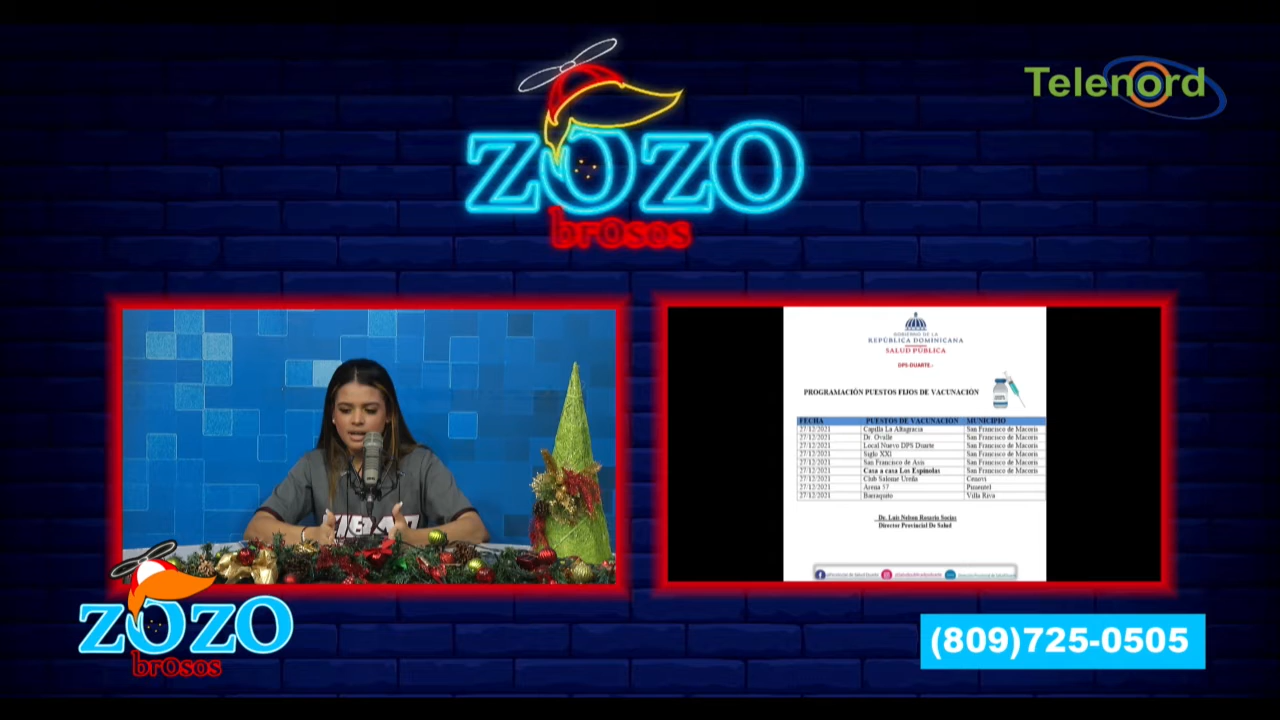 Telenord
ZOZO
brosos
GOBIERNO DE LA
REPÚBLICA DOMINICANA
SALUD PÚBLICA
DPS-DUARTE.-
PROGRAMACIÓN PUESTOS FIJOS DE VACUNACIÓN
FECHA PUESTOS DE VACUNACION MUNICIPIO
27/12/2021 Capilla La Altagracia San Francisco de Macorís
27/12/2021 Dr. Ovalle San Francisco de Macorís
27/12/2021 Local Nuevo DPS Duarte San Francisco de Macorís
27/12/2021 Siglo XXI San Francisco de Macorís
27/12/2021 San Francisco de Asís San Francisco de Macorís
27/12/2021 Casa a casa Los Espinolas San Francisco de Macorís
27/12/2021 Club Salome Ureña Cenoví
27/12/2021 Arena 37 Pimentel
27/12/2021 Barraquito Villa Riva
Dr. Luis Nelson Rosario Socias
Director Provincial De Salud
ZOZO
brosos
(809)725-0505